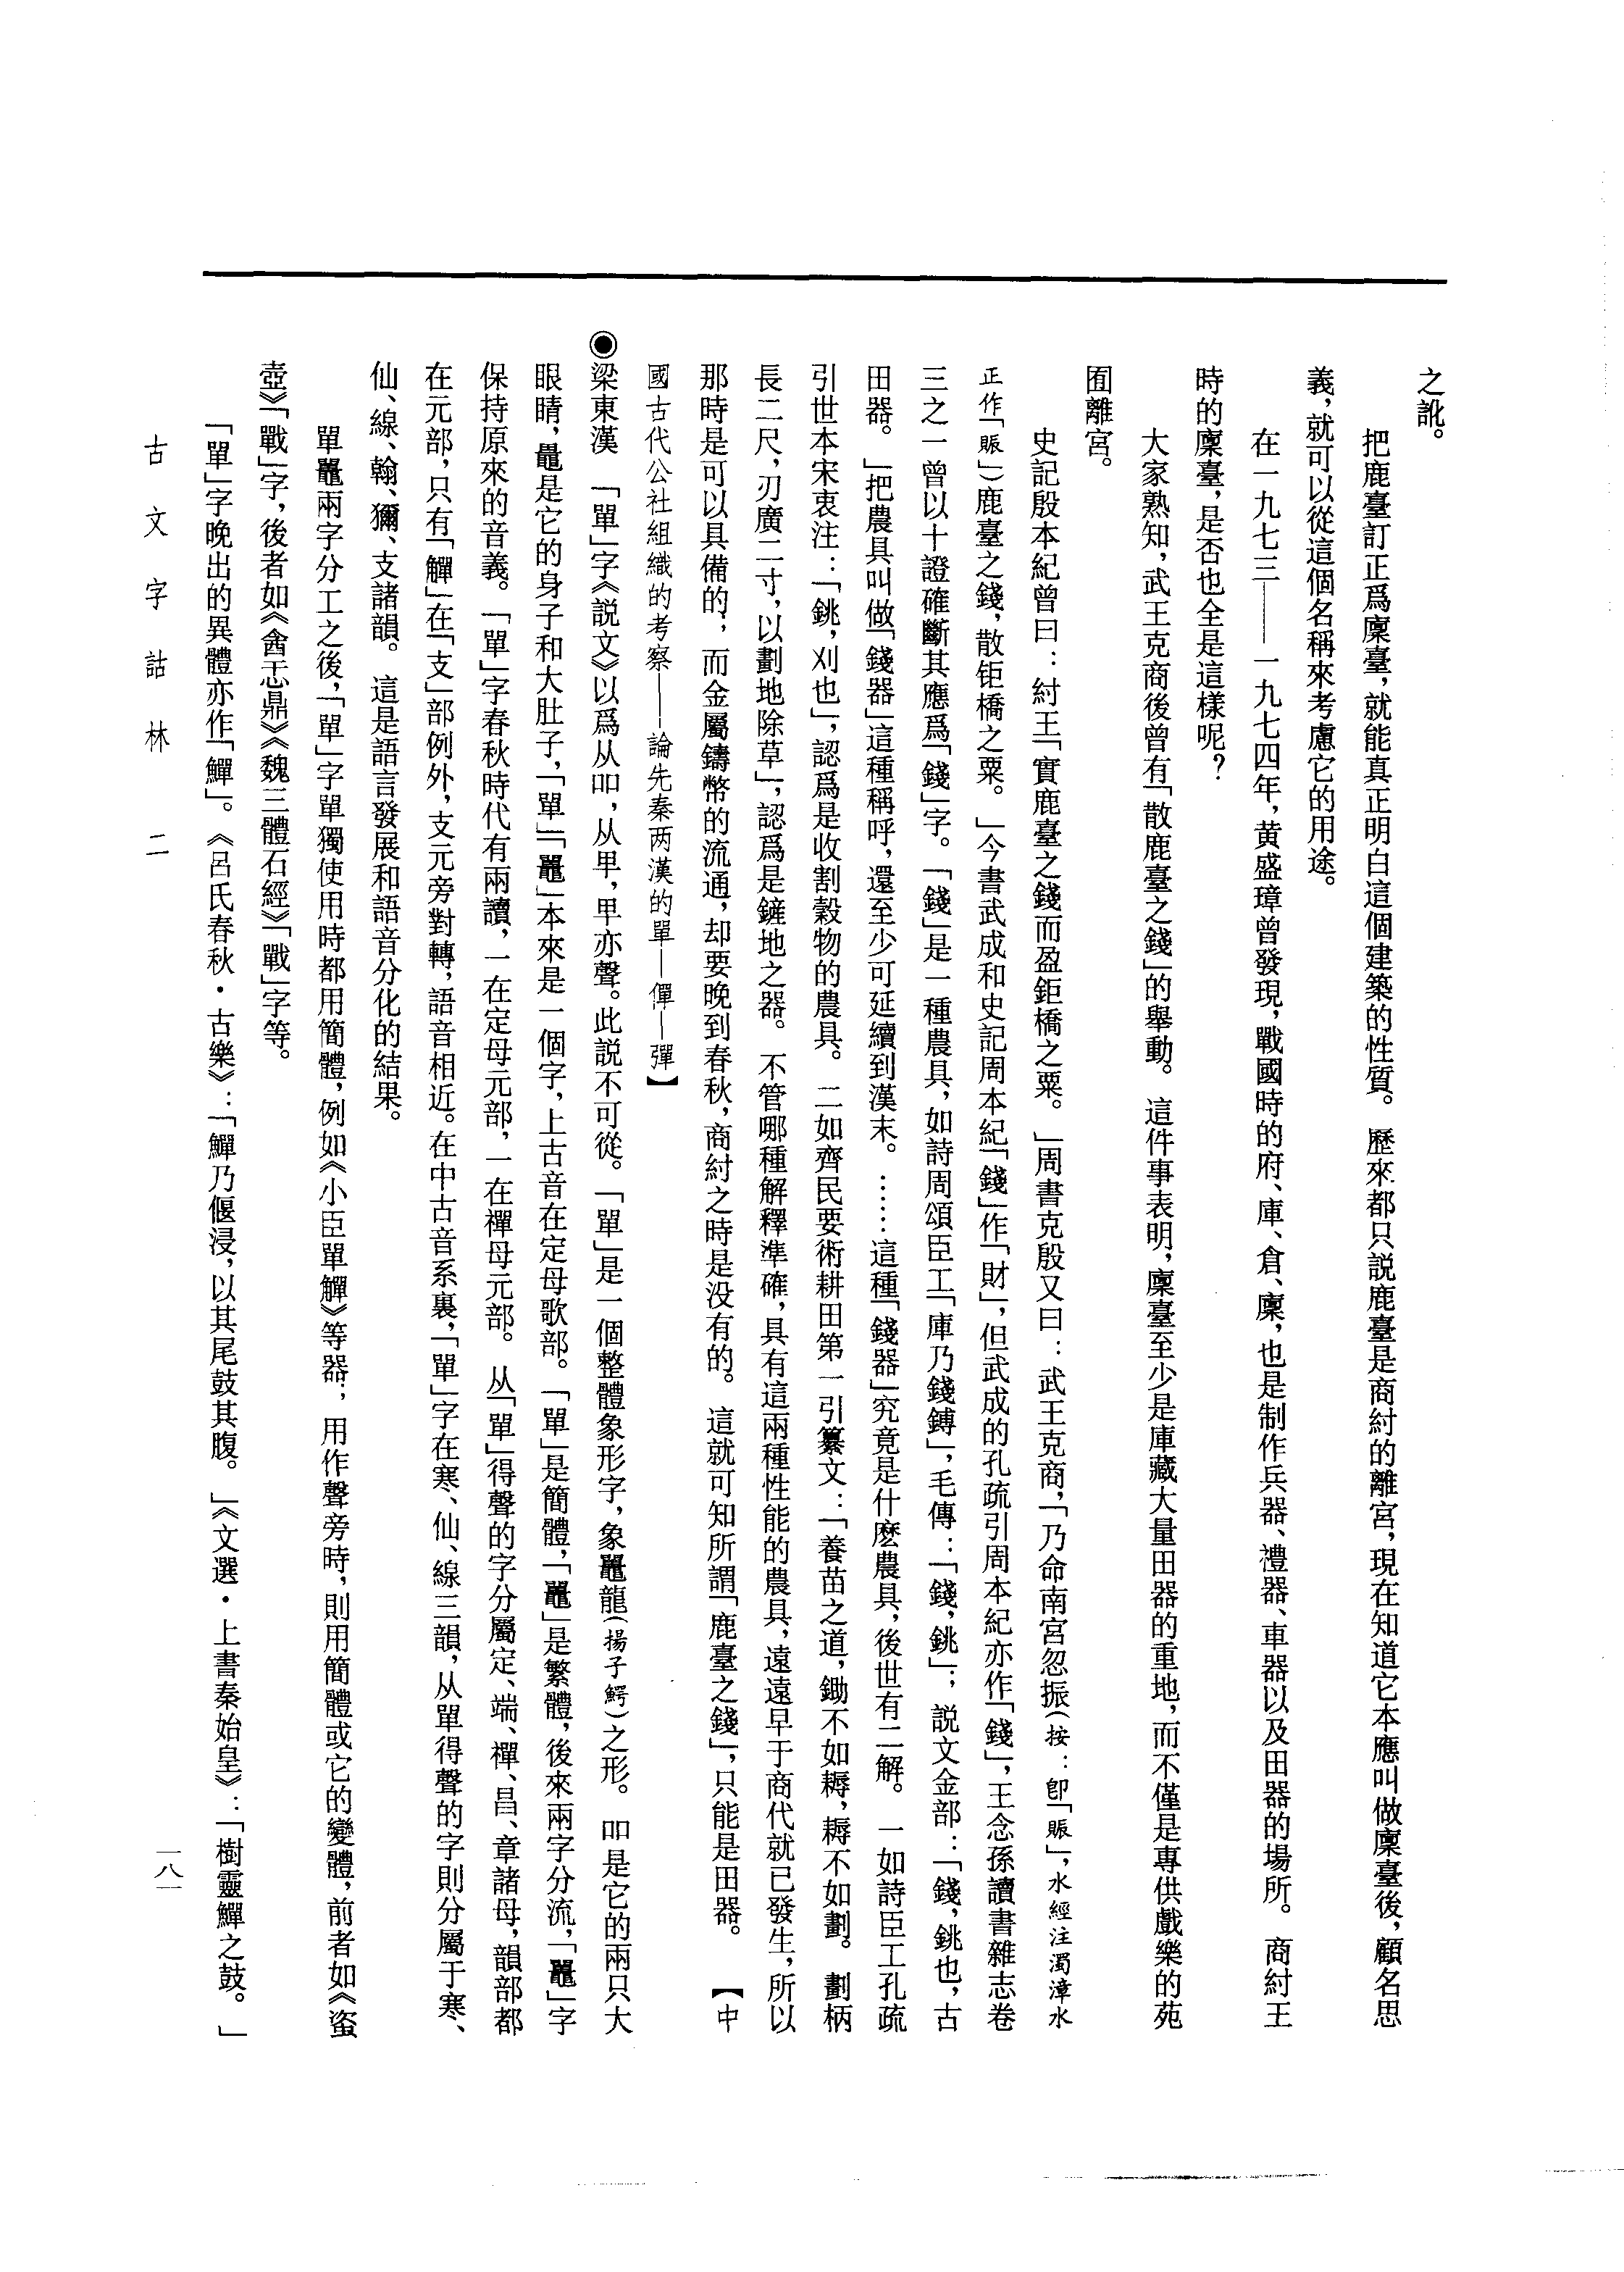 之訛。
把鹿臺訂正爲廩臺，就能真正明白這個建築的性質。歷來都只説鹿臺是商紂的離宮，現在知道它本應叫做廩臺後，顧名思
義，就可以從這個名稱來考慮它的用途。
在一九七三——一九七四年，黄盛璋曾發現，戰國時的府、庫、倉、廩，也是制作兵器、禮器、車器以及田器的場所。商紂王
時的廩臺，是否也全是這樣呢？
大家熟知，武王克商後曾有「散鹿臺之錢」的舉動。這件事表明，廩臺至少是庫藏大量田器的重地，而不僅是專供戲樂的苑
囿離宮。
史記殷本紀曾曰：紂王「實鹿臺之錢而盈鉅橋之粟。」周書克殷又曰：武王克商，「乃命南宮忽振（按：卽「賑」，水經注濁漳水
正作「賑」）鹿臺之錢，散钜橋之粟。」今書武成和史記周本紀「錢」作「財」，但武成的孔疏引周本紀亦作「錢」，王念孫讀書雜志卷
三之一曾以十證確斷其應爲「錢」字。「錢」是一種農具，如詩周頌臣工「庫乃錢鎛」，毛傳：「錢，銚」；説文金部：「錢，銚也，古
田器。」把農具叫做「錢器」這種稱呼，還至少可延續到漢末。……這種「錢器」究竟是什麽農具，後世有二解。一如詩臣工孔疏
引世本宋衷注：「銚，刈也」，認爲是收割穀物的農具。二如齊民要術耕田第一引纂文：「養苗之道，鋤不如耨，耨不如剗。剗柄
長二尺，刃廣二寸，以剗地除草」，認爲是鏟地之器。不管哪種解釋準確，具有這兩種性能的農具，遠遠早于商代就已發生，所以
那時是可以具備的；而金屬鑄幣的流通，却要晚到春秋，商紂之時是没有的。這就可知所謂「鹿臺之錢」，只能是田器。【中
國古代公社組織的考察——論先秦两漢的單—僤—彈】
◉梁東漢　「單」字《説文》以爲从吅，从𠦒，𠦒亦聲。此説不可從。「單」是一個整體象形字，象鼉龍（揚子鰐）之形。吅是它的兩只大
眼睛，黽是它的身子和大肚子，「單」「鼉」本來是一個字，上古音在定母歌部。「單」是簡體，「鼉」是繁體，後來兩字分流，「鼉」字
保持原來的音義。「單」字春秋時代有兩讀，一在定母元部，一在禪母元部。从「單」得聲的字分屬定、端、禪、昌、章諸母，韻部都
在元部，只有「觶」在「支」部例外，支元旁對轉，語音相近。在中古音系裏，「單」字在寒、仙、線三韻，从單得聲的字則分屬于寒、
仙、線、翰、獮、支諸韻。這是語言發展和語音分化的結果。
單鼉兩字分工之後，「單」字單獨使用時都用簡體，例如《小臣單觶》等器；用作聲旁時，則用簡體或它的變體，前者如《𧊒
壺》「戰」字，後者如《酓忎鼎》《魏三體石經》「戰」字等。
「單」字晚出的異體亦作「鱓」。《吕氏春秋·古樂》：「鱓乃偃浸，以其尾鼓其腹。」《文選·上書秦始皇》：「樹靈鱓之鼓。」
古文字詁林　二
一八一